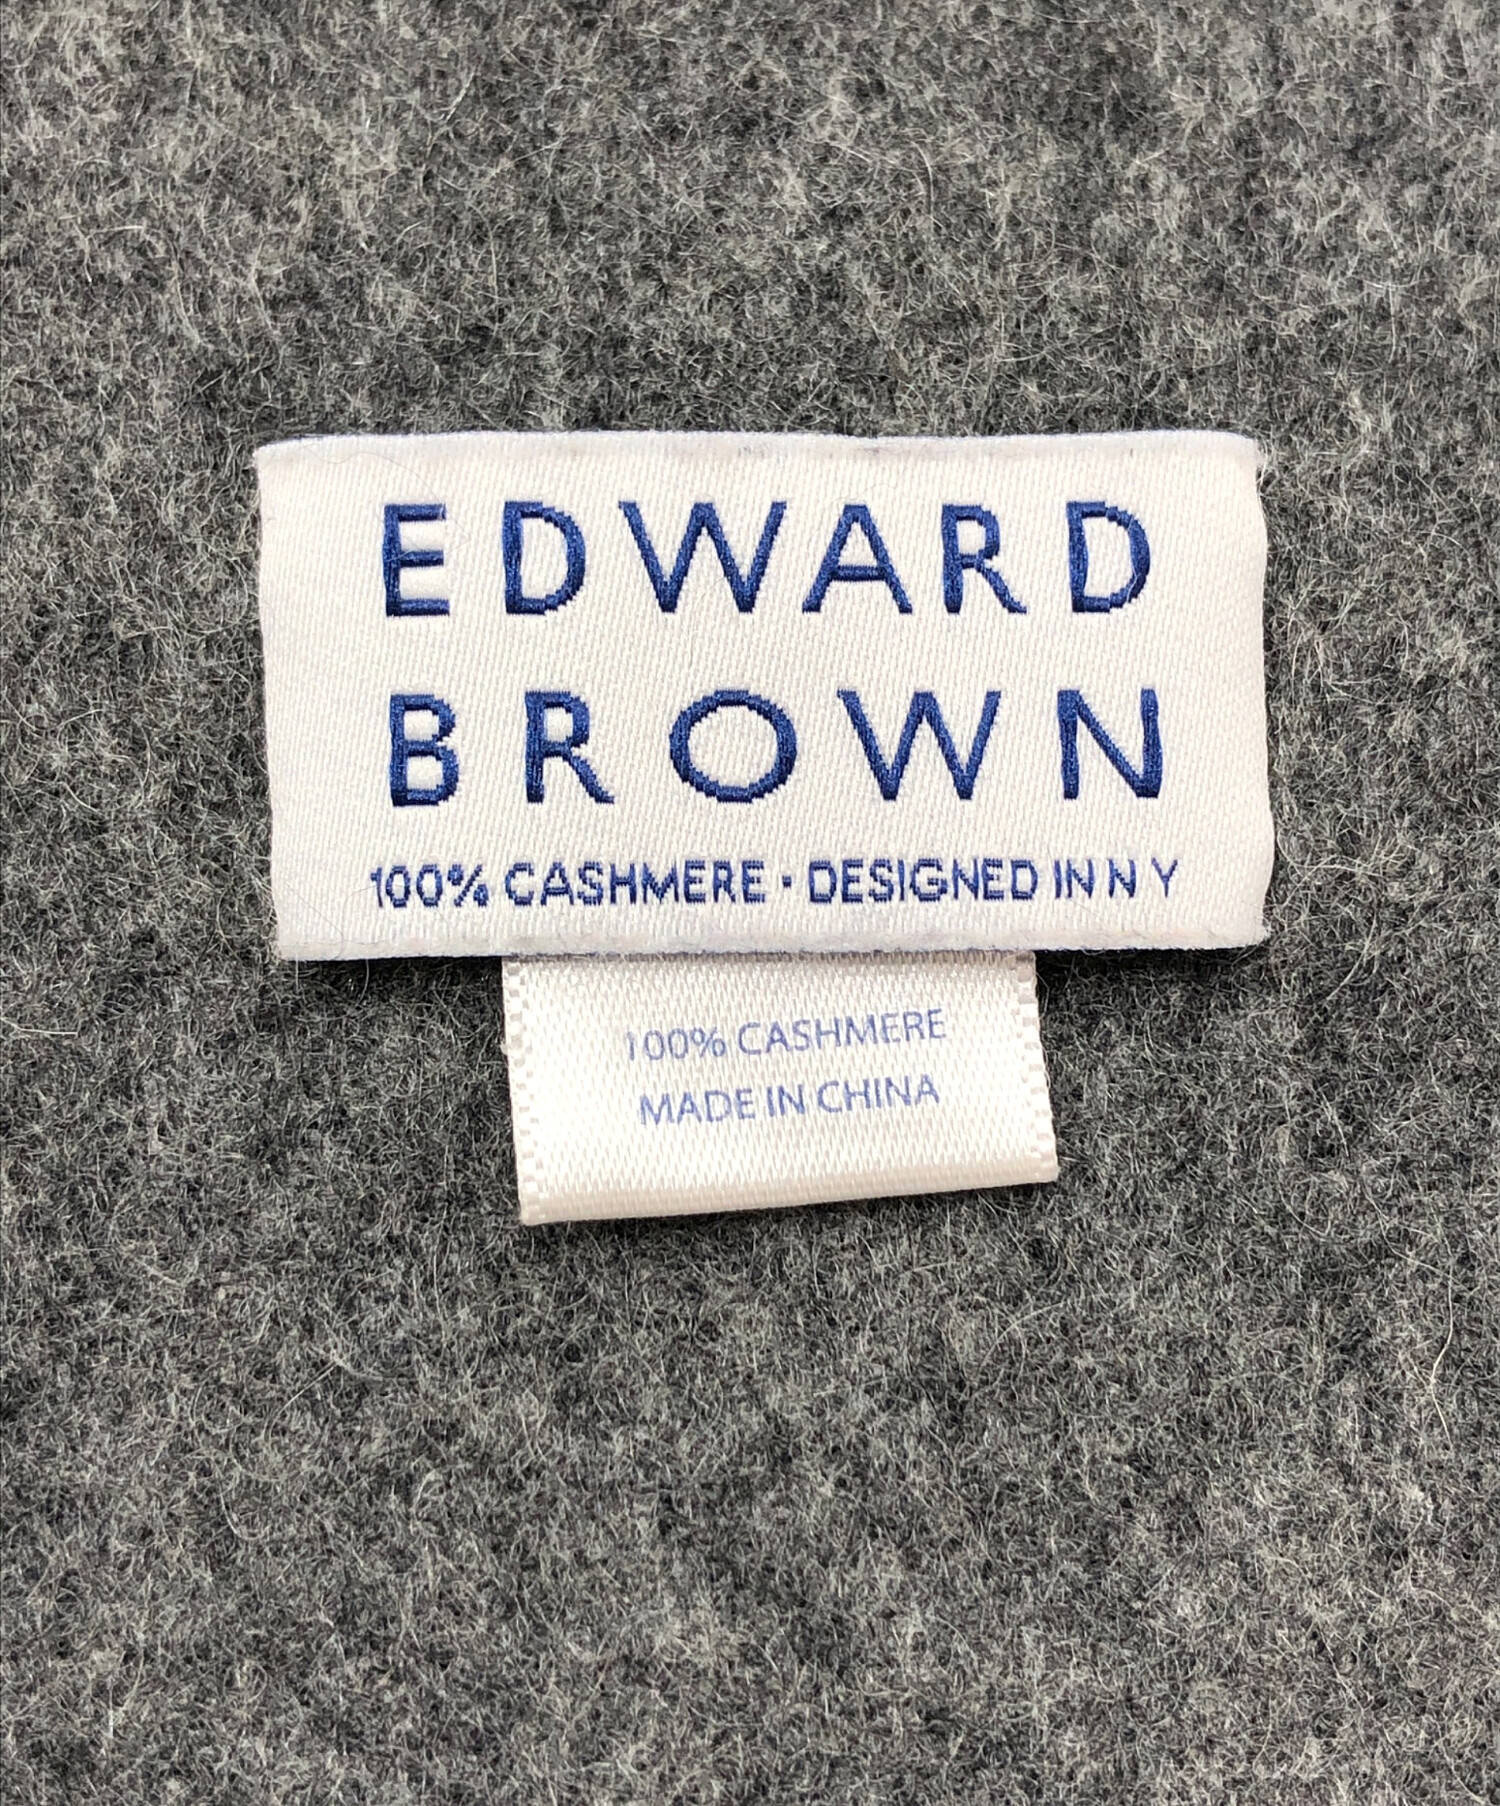 EDWARD
BROWN
100% CASHMERE · DESIGNED IN N Y
100% CASHMERE
MADE IN CHINA